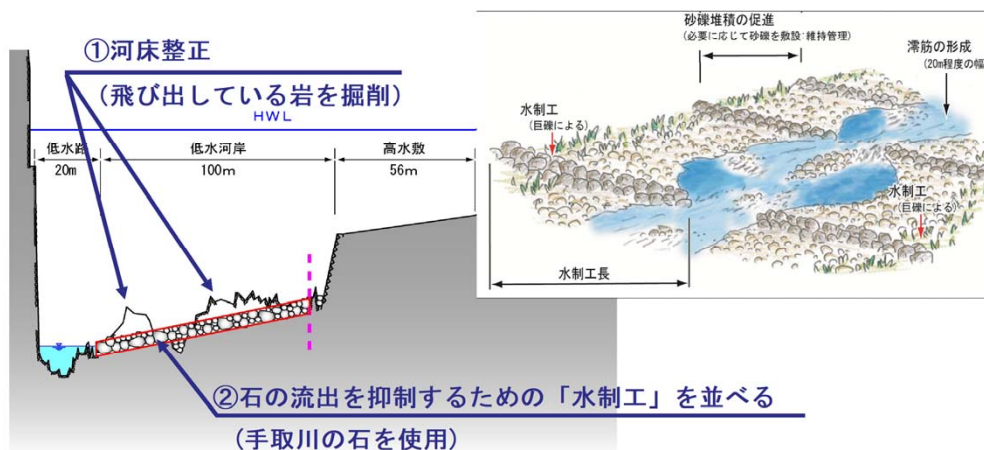 ①河床整正
(飛び出している岩を掘削)
HWL
低水路
低水河岸
高水敷
20m
100m
56m
②石の流出を抑制するための「水制工」を並べる
(手取川の石を使用)
砂礫堆積の促進
(必要に応じて砂礫を敷設・維持管理)
澪筋の形成
(20m程度の幅)
水制工
(巨礫による)
水制工
(巨礫による)
水制工長